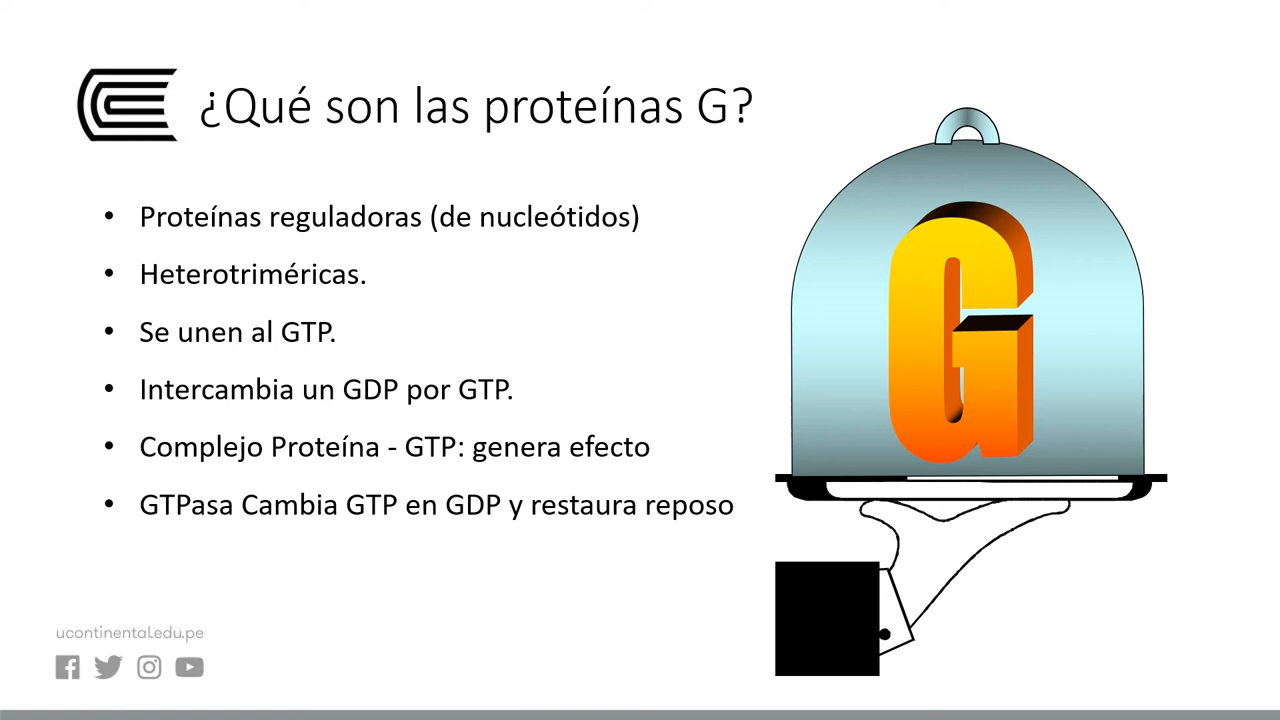 ¿Qué son las proteínas G?
• Proteínas reguladoras (de nucleótidos)
• Heterotriméricas.
• Se unen al GTP.
• Intercambia un GDP por GTP.
• Complejo Proteína - GTP: genera efecto
• GTPasa Cambia GTP en GDP y restaura reposo
G
ucontinental.edu.pe